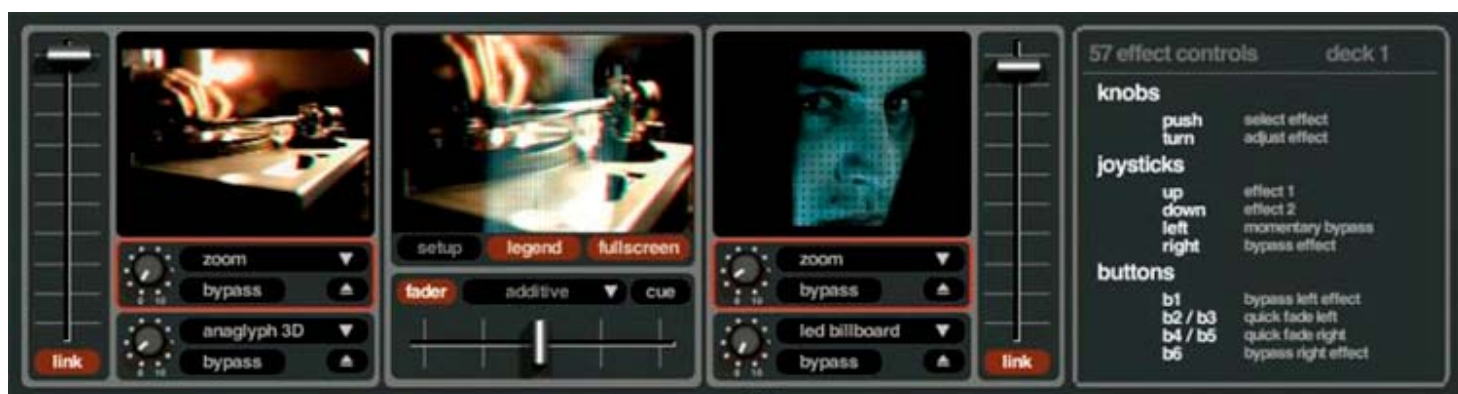 link
zoom
bypass
anaglyph 3D
bypass
setup legend fullscreen
fader additive cue
zoom
bypass
led billboard
bypass
link
57 effect controls deck 1
knobs
push select effect
turn adjust effect
joysticks
up effect 1
down effect 2
left momentary bypass
right bypass effect
buttons
b1 bypass left effect
b2 / b3 quick fade left
b4 / b5 quick fade right
b6 bypass right effect